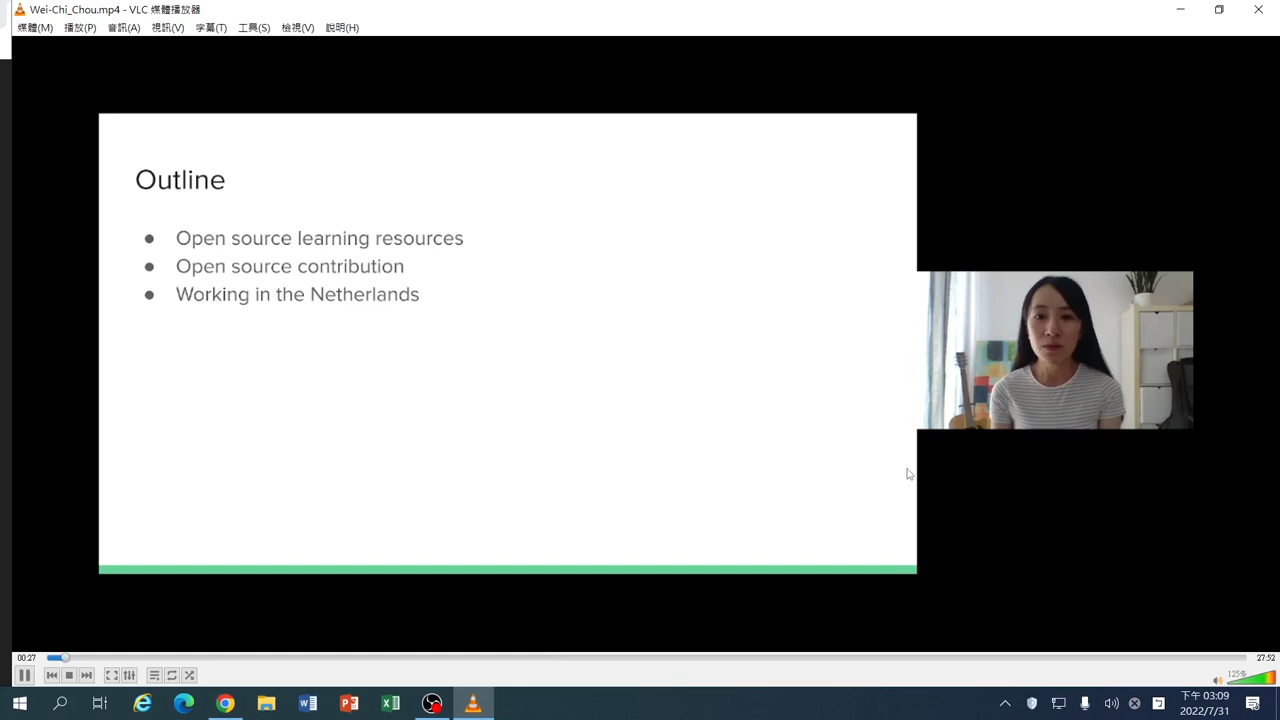 Wei-Chi_Chou.mp4 - VLC 媒體播放器
媒體(M) 播放(P) 音訊(A) 視訊(V) 字幕(T) 工具(S) 檢視(V) 說明(H)
Outline
● Open source learning resources
● Open source contribution
● Working in the Netherlands
00:27
27:52
125%
下午 03:09
2022/7/31